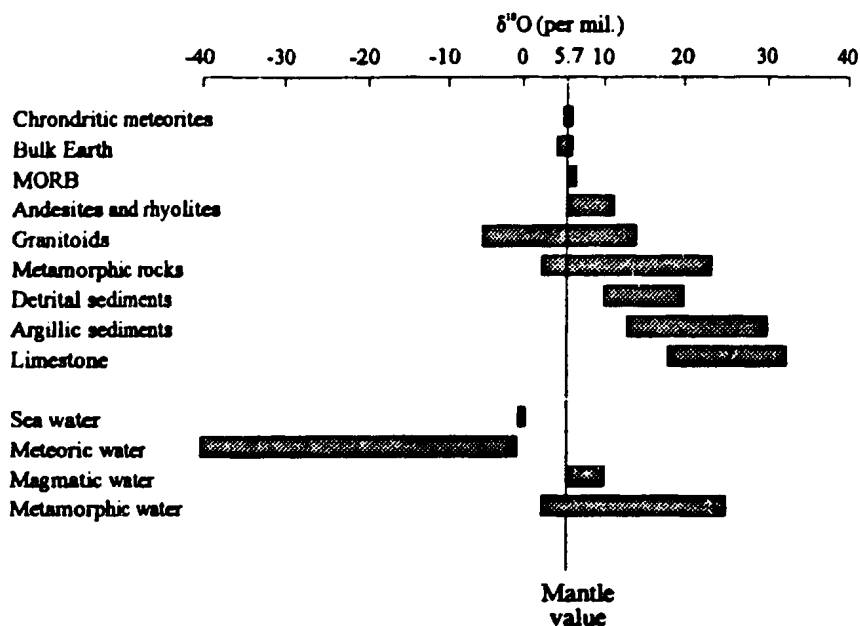 δ¹⁸O (per mil.)
-40 -30 -20 -10 0 5.7 10 20 30 40
Chrondritic meteorites
Bulk Earth
MORB
Andesites and rhyolites
Granitoids
Metamorphic rocks
Detrital sediments
Argillic sediments
Limestone
Sea water
Meteoric water
Magmatic water
Metamorphic water
Mantle
value